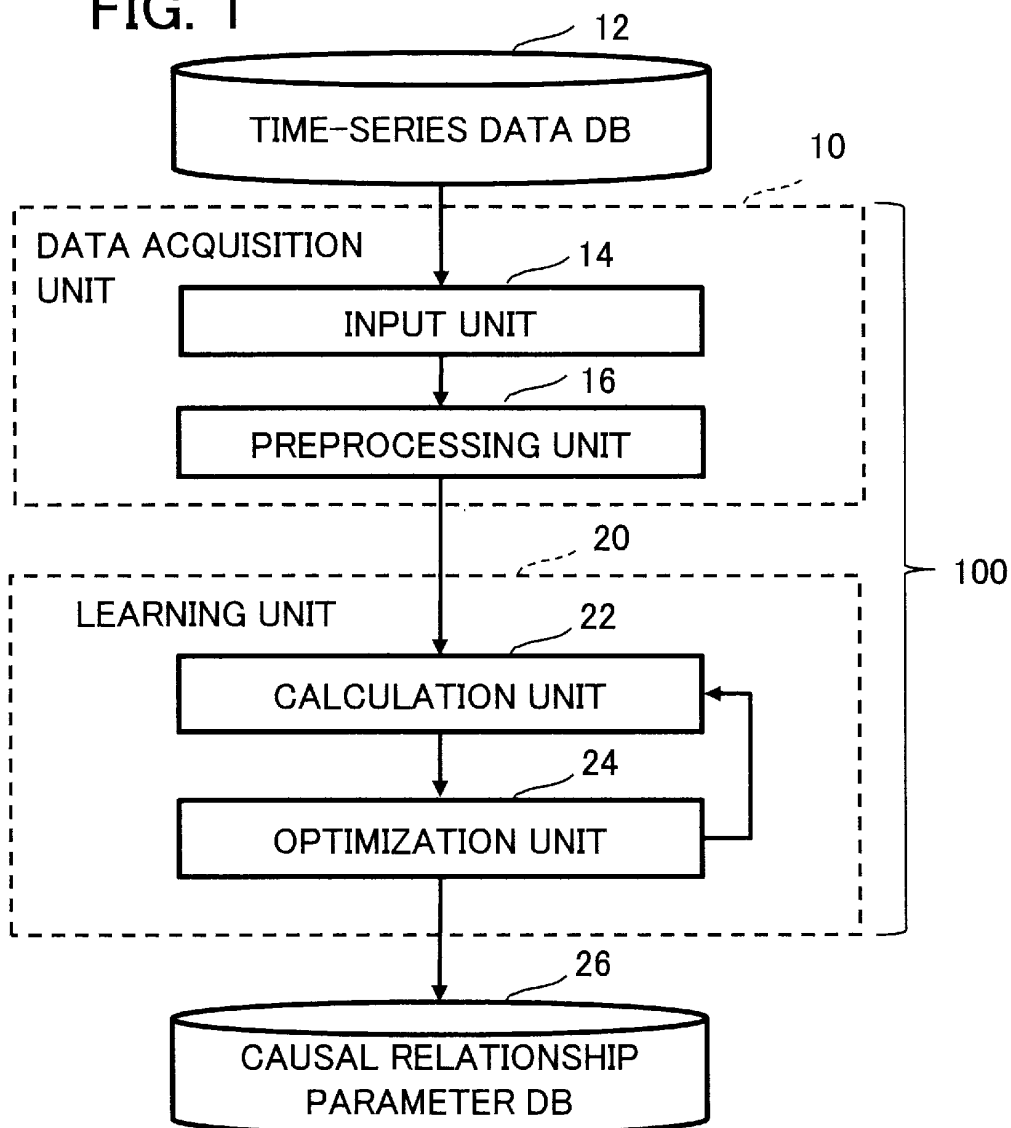 FIG. 1
12
TIME-SERIES DATA DB
10
DATA ACQUISITION
UNIT
14
INPUT UNIT
16
PREPROCESSING UNIT
20
100
LEARNING UNIT
22
CALCULATION UNIT
24
OPTIMIZATION UNIT
26
CAUSAL RELATIONSHIP
PARAMETER DB